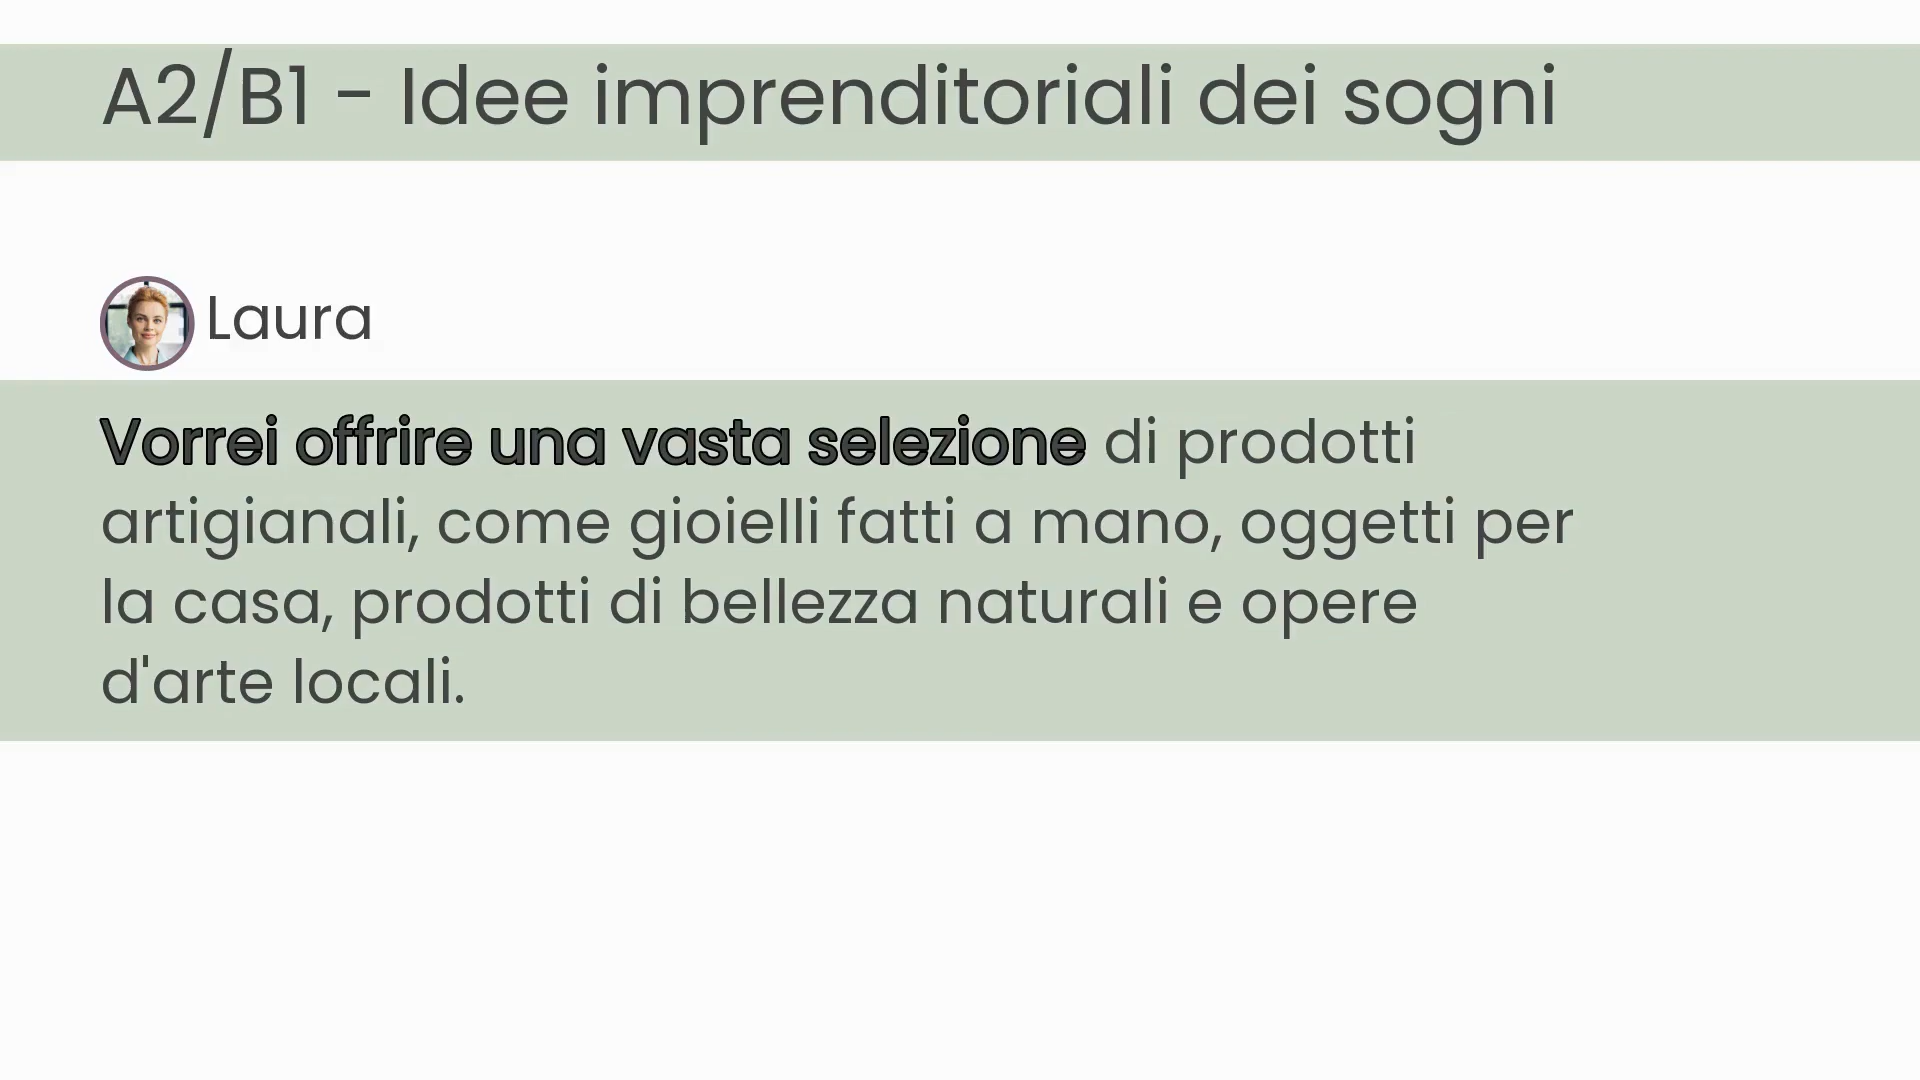 A2/B1 - Idee imprenditoriali dei sogni
Laura
Vorrei offrire una vasta selezione di prodotti
artigianali, come gioielli fatti a mano, oggetti per
la casa, prodotti di bellezza naturali e opere
d'arte locali.